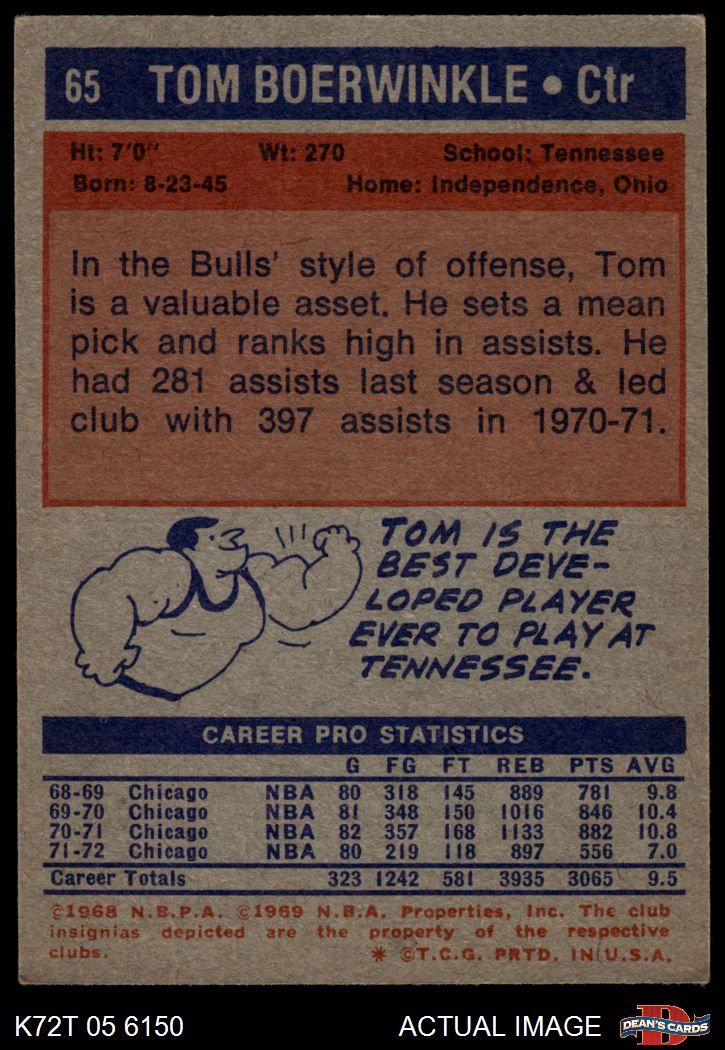 65 TOM BOERWINKLE • Ctr
Ht: 7'0" Wt: 270 School: Tennessee
Born: 8-23-45 Home: Independence, Ohio
In the Bulls' style of offense, Tom
is a valuable asset. He sets a mean
pick and ranks high in assists. He
had 281 assists last season & led
club with 397 assists in 1970-71.
TOM IS THE
BEST DEVE-
LOPED PLAYER
EVER TO PLAY AT
TENNESSEE.
CAREER PRO STATISTICS
G FG FT REB PTS AVG
68-69 Chicago NBA 80 318 145 889 781 9.8
69-70 Chicago NBA 81 348 150 1016 846 10.4
70-71 Chicago NBA 82 357 168 1133 882 10.8
71-72 Chicago NBA 80 219 118 897 556 7.0
Career Totals 323 1242 581 3935 3065 9.5
©1968 N.B.P.A. ©1969 N.B.A. Properties, Inc. The club
insignias depicted are the property of the respective
clubs. * ©T.C.G. PRTD. IN U.S.A.
K72T 05 6150 ACTUAL IMAGE D DEAN'S CARDS